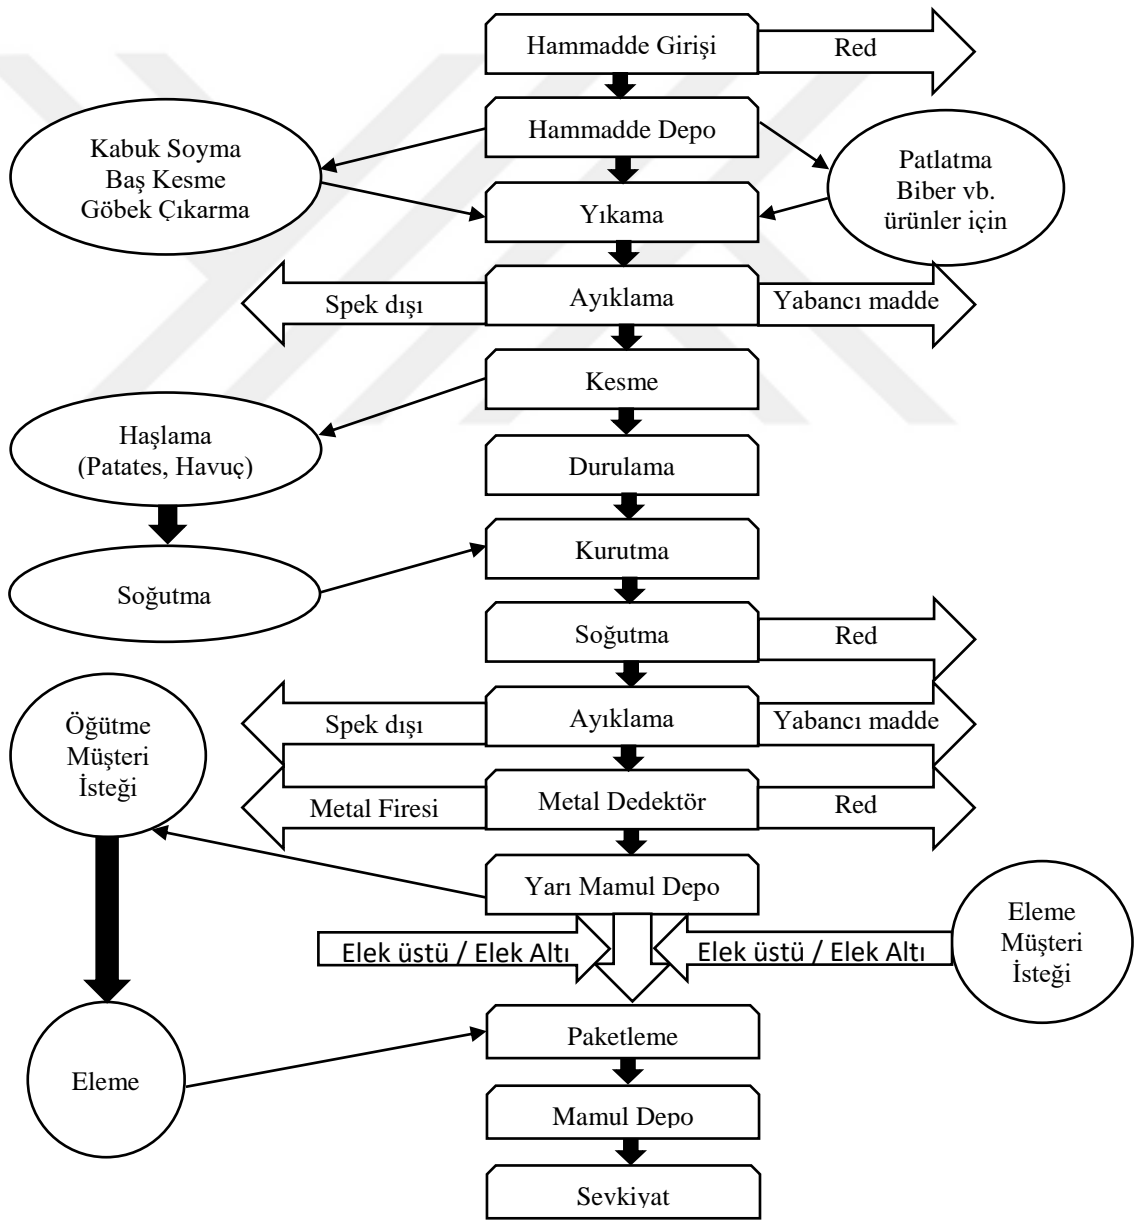 Hammadde Girişi
Red
Hammadde Depo
Kabuk Soyma
Baş Kesme
Göbek Çıkarma
Patlatma
Biber vb.
ürünler için
Yıkama
Spek dışı
Ayıklama
Yabancı madde
Kesme
Haşlama
(Patates, Havuç)
Durulama
Kurutma
Soğutma
Soğutma
Red
Öğütme
Müşteri
İsteği
Spek dışı
Ayıklama
Yabancı madde
Metal Firesi
Metal Dedektör
Red
Yarı Mamul Depo
Eleme
Müşteri
İsteği
Elek üstü / Elek Altı
Elek üstü / Elek Altı
Paketleme
Eleme
Mamul Depo
Sevkiyat